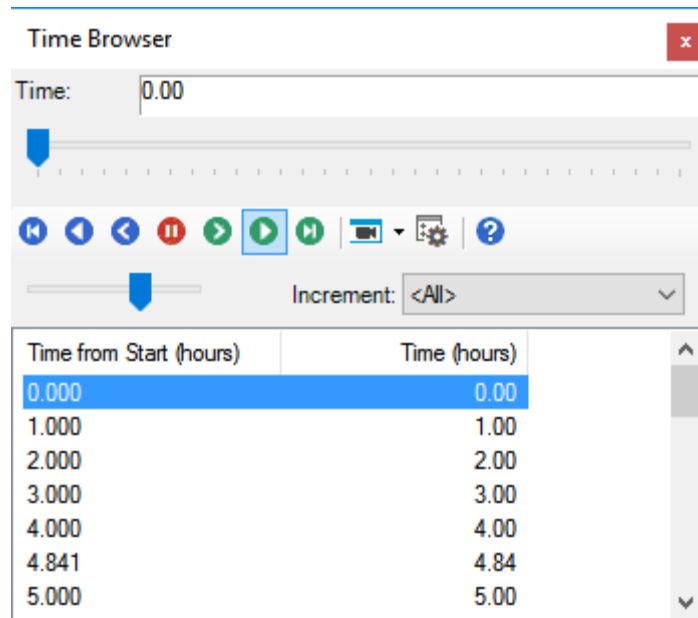 Time Browser
x
Time: 0.00
?
Increment: <All>
Time from Start (hours) Time (hours)
0.000 0.00
1.000 1.00
2.000 2.00
3.000 3.00
4.000 4.00
4.841 4.84
5.000 5.00